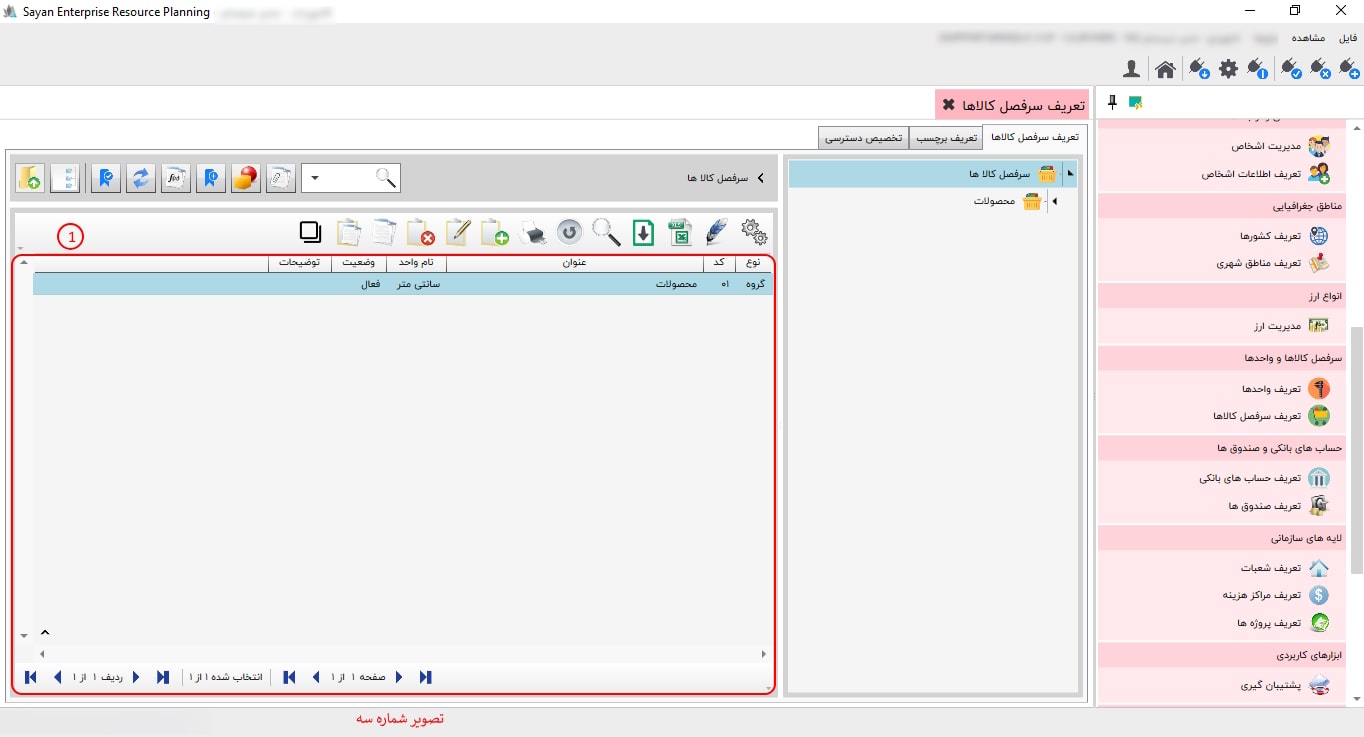 Sayan Enterprise Resource Planning
فایل مشاهده
تعریف سرفصل کالاها
تعریف سرفصل کالاها تعریف برچسب تخصیص دسترسی
مدیریت اشخاص
تعریف اطلاعات اشخاص
مناطق جغرافیایی
تعریف کشورها
تعریف مناطق شهری
انواع ارز
مدیریت ارز
سرفصل کالاها و واحدها
تعریف واحدها
تعریف سرفصل کالاها
حساب های بانکی و صندوق ها
تعریف حساب های بانکی
تعریف صندوق ها
لایه های سازمانی
تعریف شعبات
تعریف مراکز هزینه
تعریف پروژه ها
ابزارهای کاربردی
پشتیبان گیری
سرفصل کالا ها
محصولات
سرفصل کالا ها
f(x)
1
نوع کد عنوان نام واحد وضعیت توضیحات
گروه ۰۱ محصولات سانتی متر فعال
صفحه ۱ از ۱ انتخاب شده ۱ از ۱ ردیف ۱ از ۱
تصویر شماره سه